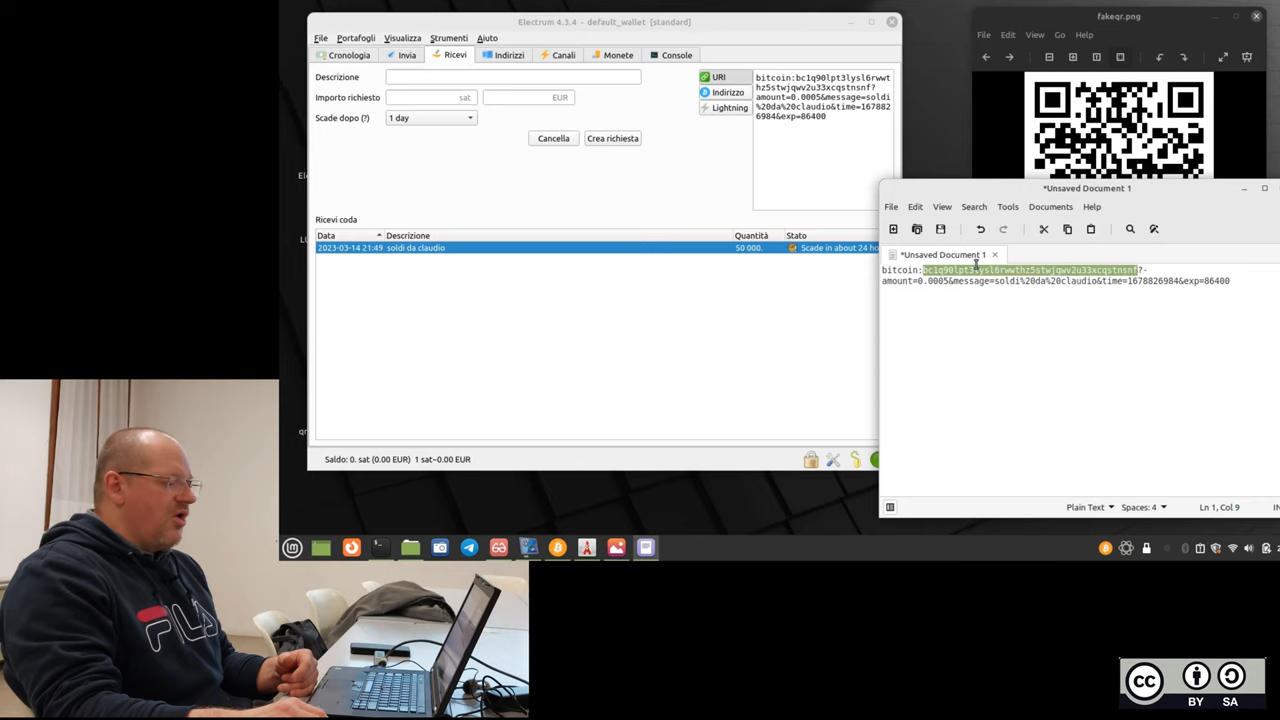 Electrum 4.3.4 - default_wallet [standard]
File Portafogli Visualizza Strumenti Aiuto
Cronologia Invia Ricevi Indirizzi Canali Monete Console
Descrizione
Importo richiesto sat EUR
Scade dopo (?) 1 day
Cancella Crea richiesta
URI
Indirizzo
Lightning
bitcoin:bc1q90lpt3lysl6rwwt
hz5stwjqwv2u33xcqstnsnf?
amount=0.0005&message=soldi
%20da%20claudio&time=167882
6984&exp=86400
Ricevi coda
Data Descrizione Quantità Stato
2023-03-14 21:49 soldi da claudio 50 000. Scade in about 24 ho
Saldo: 0. sat (0.00 EUR) 1 sat~0.00 EUR
fakeqr.png
File Edit View Go Help
*Unsaved Document 1
File Edit View Search Tools Documents Help
*Unsaved Document 1
bitcoin:bc1q90lpt3lysl6rwwthz5stwjqwv2u33xcqstnsnf?-
amount=0.0005&message=soldi%20da%20claudio&time=1678826984&exp=86400
Plain Text Spaces: 4 Ln 1, Col 9 IN
FILA
CC BY SA